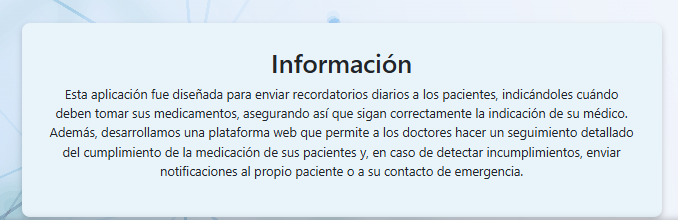 Información
Esta aplicación fue diseñada para enviar recordatorios diarios a los pacientes, indicándoles cuándo
deben tomar sus medicamentos, asegurando así que sigan correctamente la indicación de su médico.
Además, desarrollamos una plataforma web que permite a los doctores hacer un seguimiento detallado
del cumplimiento de la medicación de sus pacientes y, en caso de detectar incumplimientos, enviar
notificaciones al propio paciente o a su contacto de emergencia.